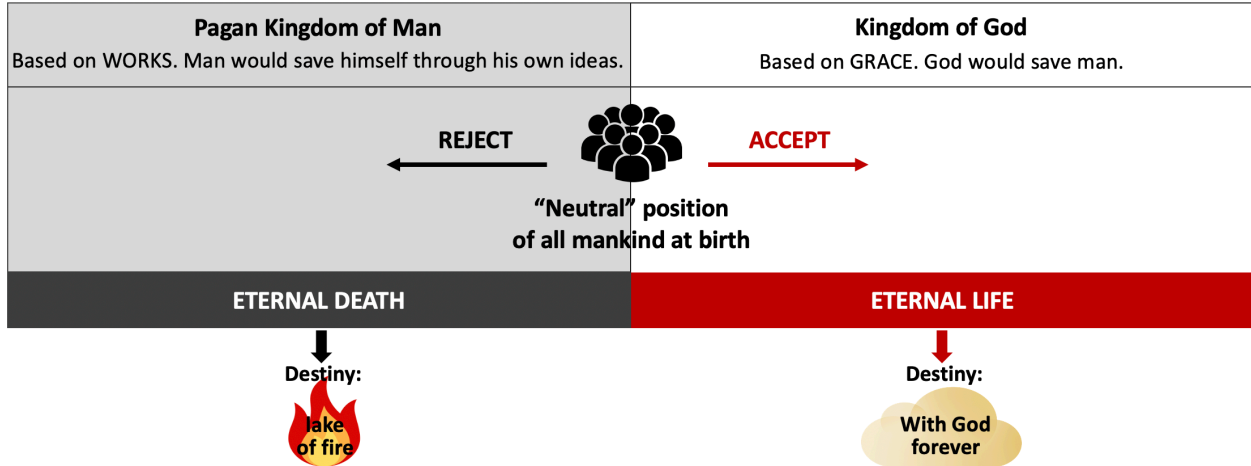 Pagan Kingdom of Man
Based on WORKS. Man would save himself through his own ideas.
Kingdom of God
Based on GRACE. God would save man.
REJECT
ACCEPT
“Neutral” position
of all mankind at birth
ETERNAL DEATH
ETERNAL LIFE
Destiny:
lake
of fire
Destiny:
With God
forever